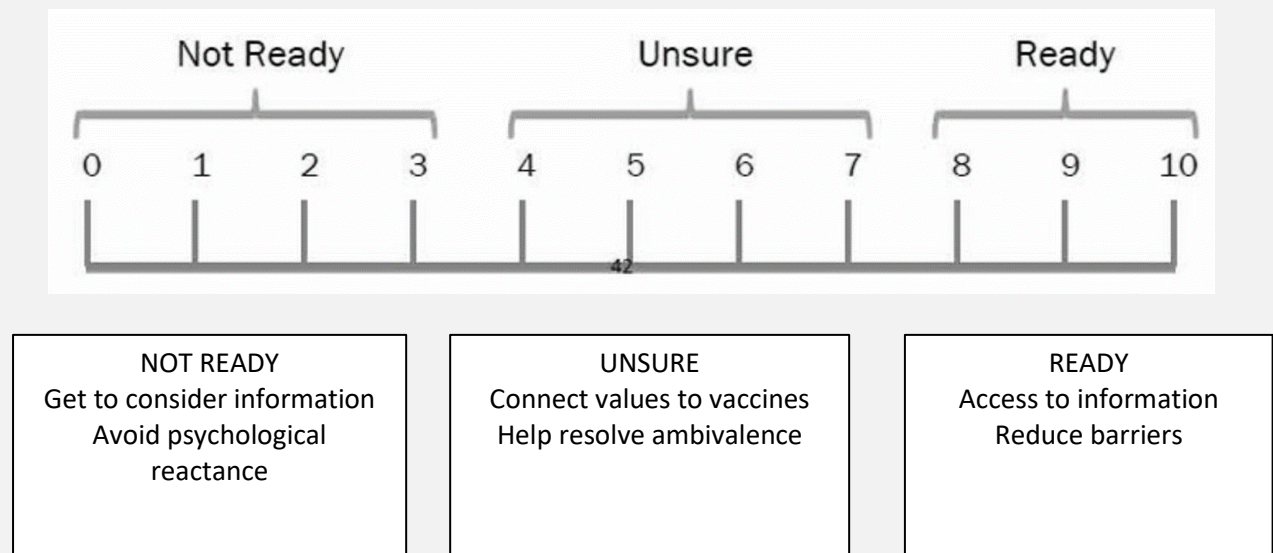 Not Ready Unsure Ready
0 1 2 3 4 5 6 7 8 9 10
42
NOT READY
Get to consider information
Avoid psychological
reactance
UNSURE
Connect values to vaccines
Help resolve ambivalence
READY
Access to information
Reduce barriers